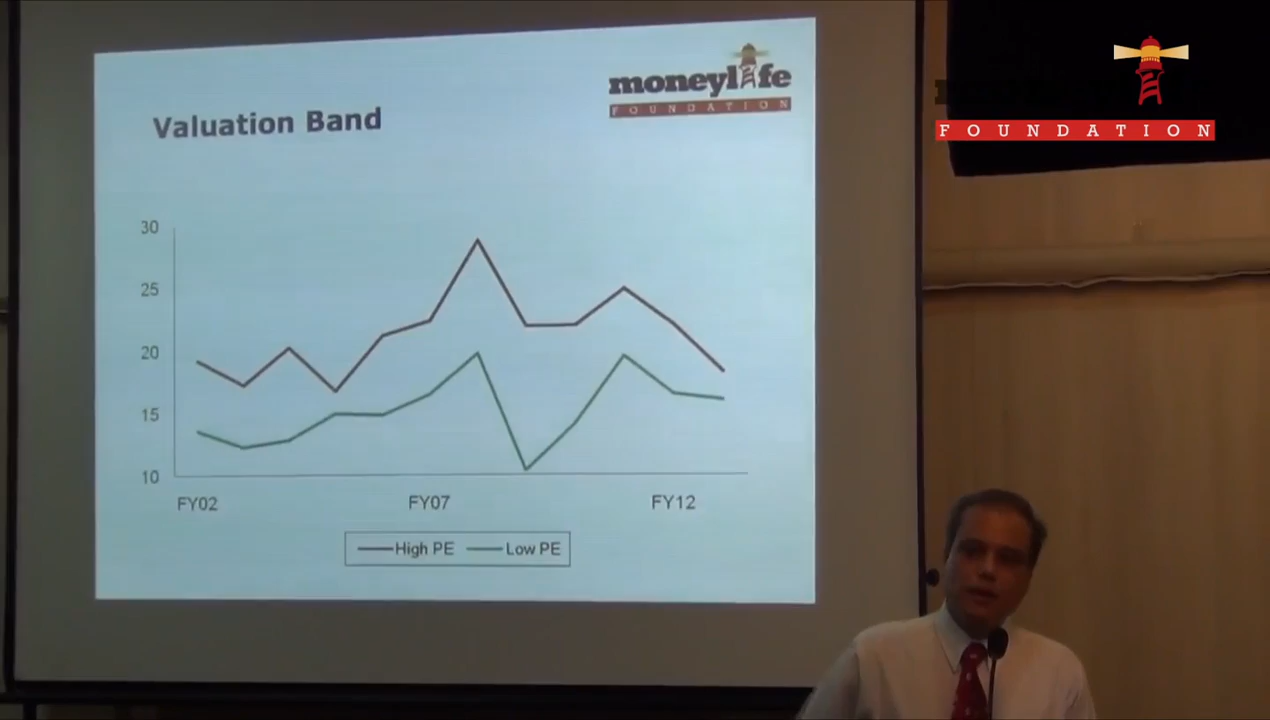 moneylife
FOUNDATION
Valuation Band
30
25
20
15
10
FY02 FY07 FY12
High PE Low PE
FOUNDATION